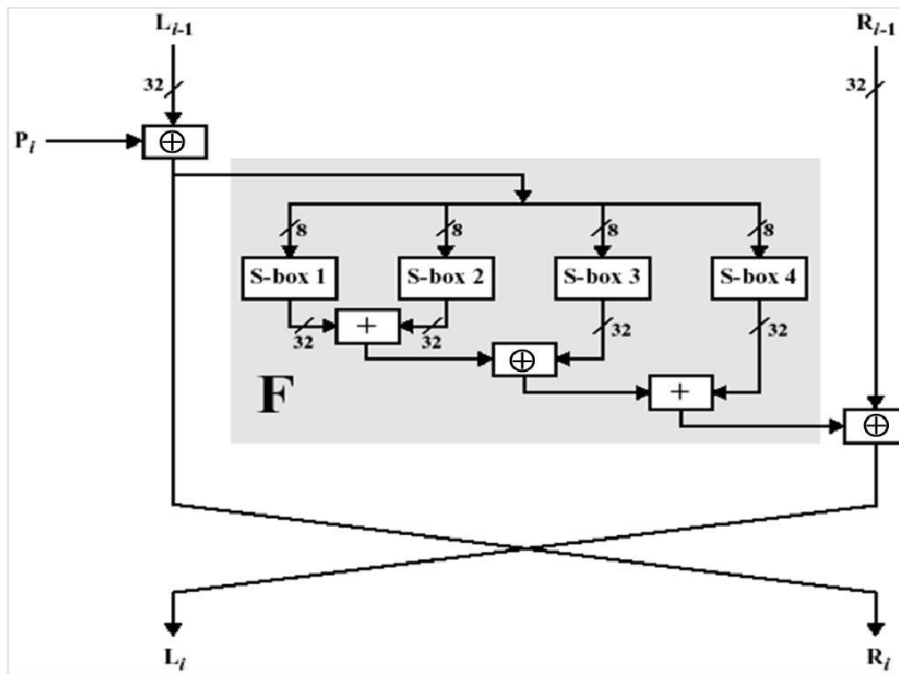 L_{i-1}
R_{i-1}
32
32
P_i
⊕
8
8
8
8
S-box 1
S-box 2
S-box 3
S-box 4
+
32
32
32
32
⊕
F
+
⊕
L_i
R_i